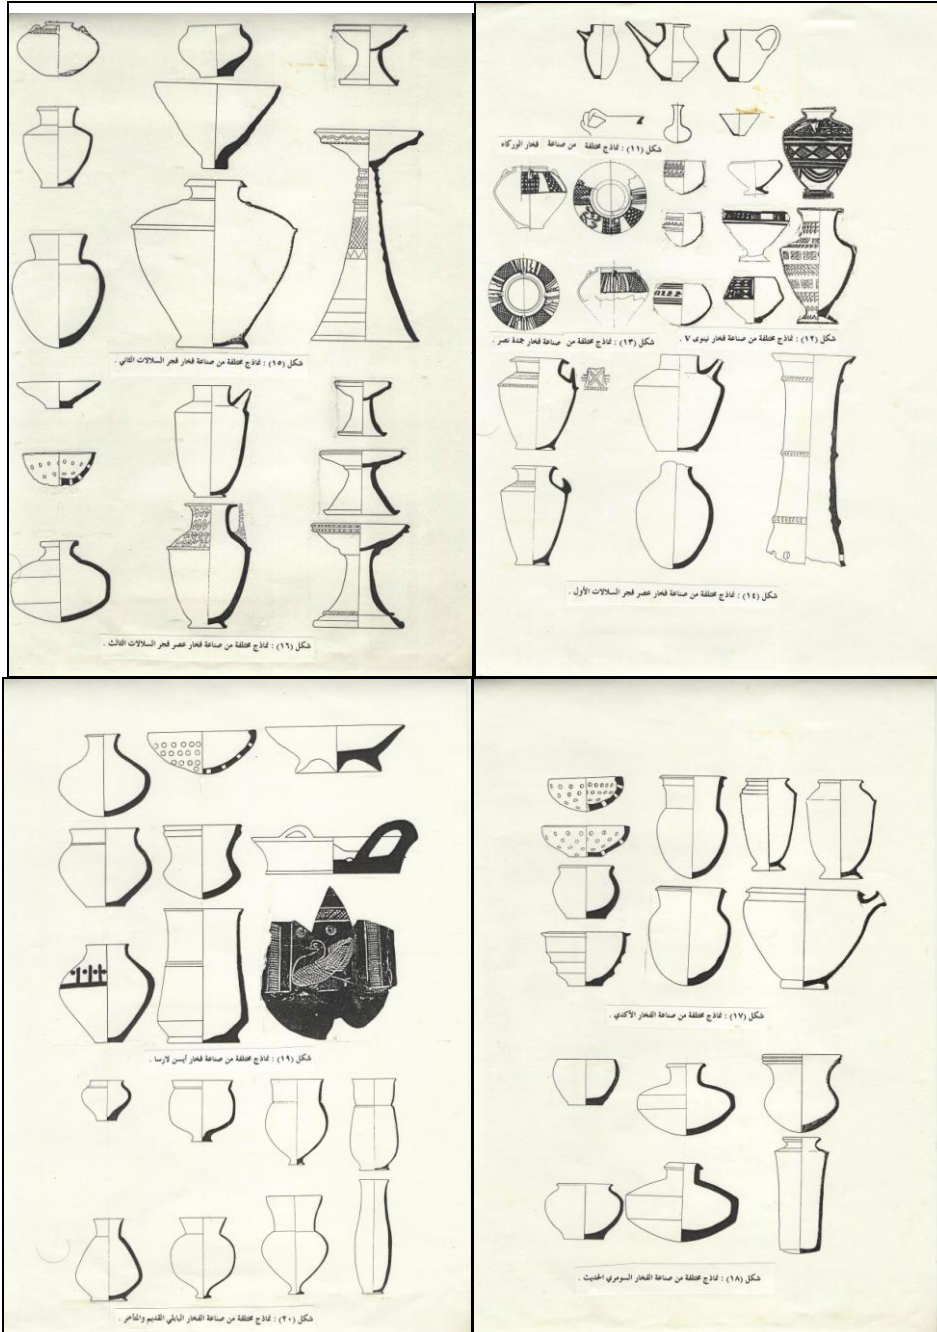 شكل (١١) : نماذج مختلفة من صناعة فخار الوركاء
شكل (١٢) : نماذج مختلفة من صناعة فخار نينوى V .
شكل (١٣) : نماذج مختلفة من صناعة فخار جمدة نصر .
شكل (١٤) : نماذج مختلفة من صناعة فخار عصر فجر السلالات الأول .
شكل (١٥) : نماذج مختلفة من صناعة فخار فجر السلالات الثاني .
شكل (١٦) : نماذج مختلفة من صناعة فخار عصر فجر السلالات الثالث .
شكل (١٧) : نماذج مختلفة من صناعة الفخار الأكدي .
شكل (١٨) : نماذج مختلفة من صناعة الفخار السومري الحديث .
شكل (١٩) : نماذج مختلفة من صناعة فخار أيسن لارسا .
شكل (٢٠) : نماذج مختلفة من صناعة الفخار البابلي القديم والمتأخر .